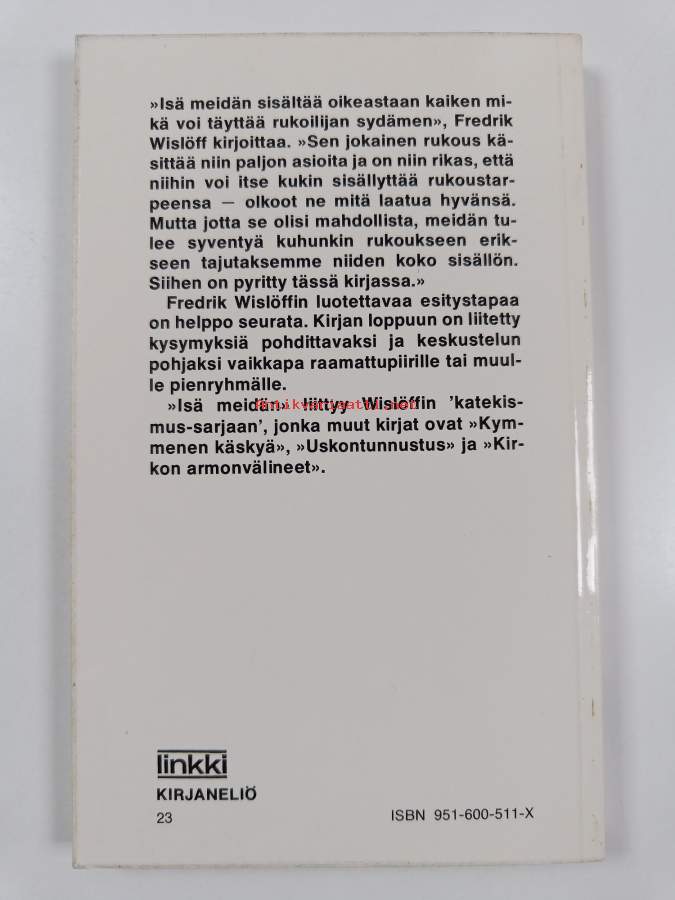 »Isä meidän sisältää oikeastaan kaiken mi-
kä voi täyttää rukoilijan sydämen», Fredrik
Wislöff kirjoittaa. »Sen jokainen rukous kä-
sittää niin paljon asioita ja on niin rikas, että
niihin voi itse kukin sisällyttää rukoustar-
peensa — olkoot ne mitä laatua hyvänsä.
Mutta jotta se olisi mahdollista, meidän tu-
lee syventyä kuhunkin rukoukseen erik-
seen tajutaksemme niiden koko sisällön.
Siihen on pyritty tässä kirjassa.»
Fredrik Wislöffin luotettavaa esitystapaa
on helppo seurata. Kirjan loppuun on liitetty
kysymyksiä pohdittavaksi ja keskustelun
pohjaksi vaikkapa raamattupiirille tai muul-
le pienryhmälle.
Antikvariaatti.net
»Isä meidän» liittyy Wislöffin 'katekis-
mus-sarjaan', jonka muut kirjat ovat »Kym-
menen käskyä», »Uskontunnustus» ja »Kir-
kon armonvälineet».
linkki
KIRJANELIÖ
23
ISBN 951-600-511-X